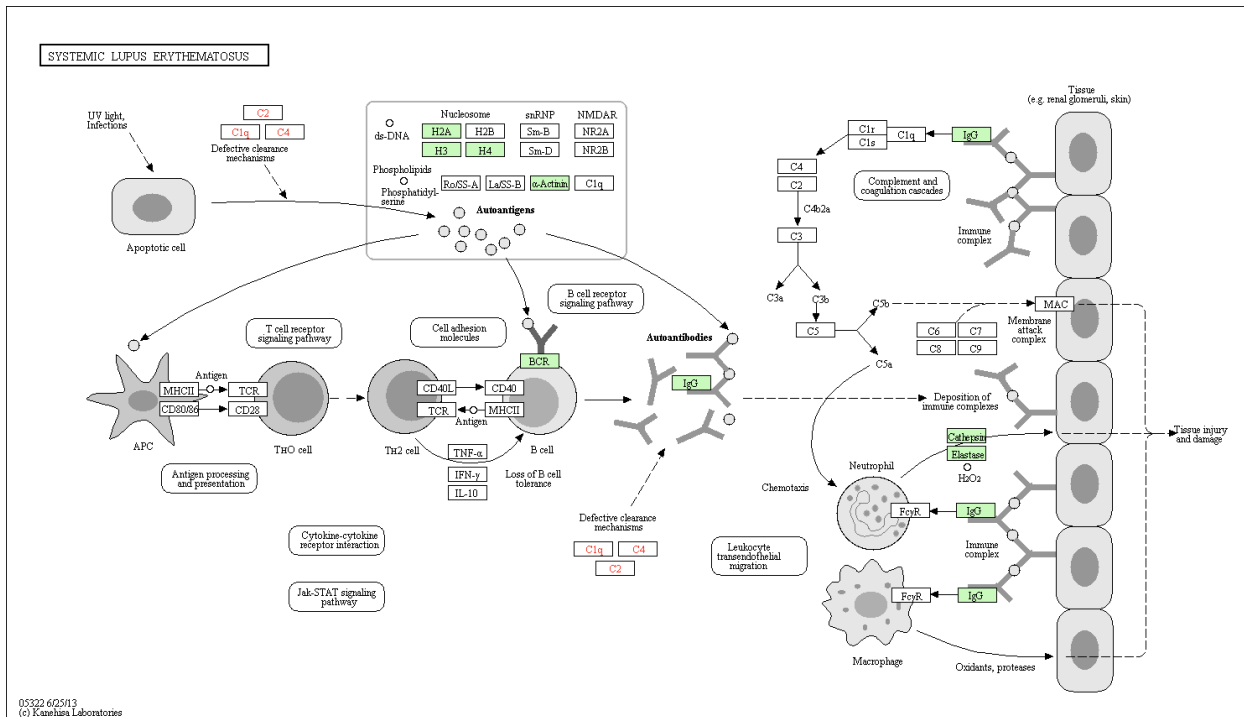 SYSTEMIC LUPUS ERYTHEMATOSUS
UV light,
Infections
C2
C1q
C4
Defective clearance
mechanisms
Apoptotic cell
ds-DNA
Nucleosome
H2A
H2B
H3
H4
snRNP
Sm-B
Sm-D
NMDAR
NR2A
NR2B
Phospholipids
Phosphatidyl-
serine
Ro/SS-A
La/SS-B
α-Actinin
C1q
Autoantigens
Tissue
(e.g. renal glomeruli, skin)
C1r
C1s
C1q
IgG
C4
C2
Complement and
coagulation cascades
C4b2a
C3
Immune
complex
C3a
C3b
C5
C5b
C5a
MAC
Membrane
attack
complex
C6
C7
C8
C9
T cell receptor
signaling pathway
Cell adhesion
molecules
B cell receptor
signaling pathway
BCR
Autoantibodies
IgG
MHCII
Antigen
TCR
CD80/86
CD28
APC
TH0 cell
CD40L
CD40
TCR
Antigen
MHCII
TH2 cell
B cell
TNF-α
IFN-γ
IL-10
Loss of B cell
tolerance
Antigen processing
and presentation
Cytokine-cytokine
receptor interaction
Jak-STAT signaling
pathway
Defective clearance
mechanisms
C1q
C4
C2
Leukocyte
transendothelial
migration
Deposition of
immune complexes
Cathepsin
Elastase
H2O2
Tissue injury
and damage
Neutrophil
Chemotaxis
FcγR
IgG
Immune
complex
FcγR
IgG
Macrophage
Oxidants, proteases
05322 6/25/13
(c) Kanehisa Laboratories